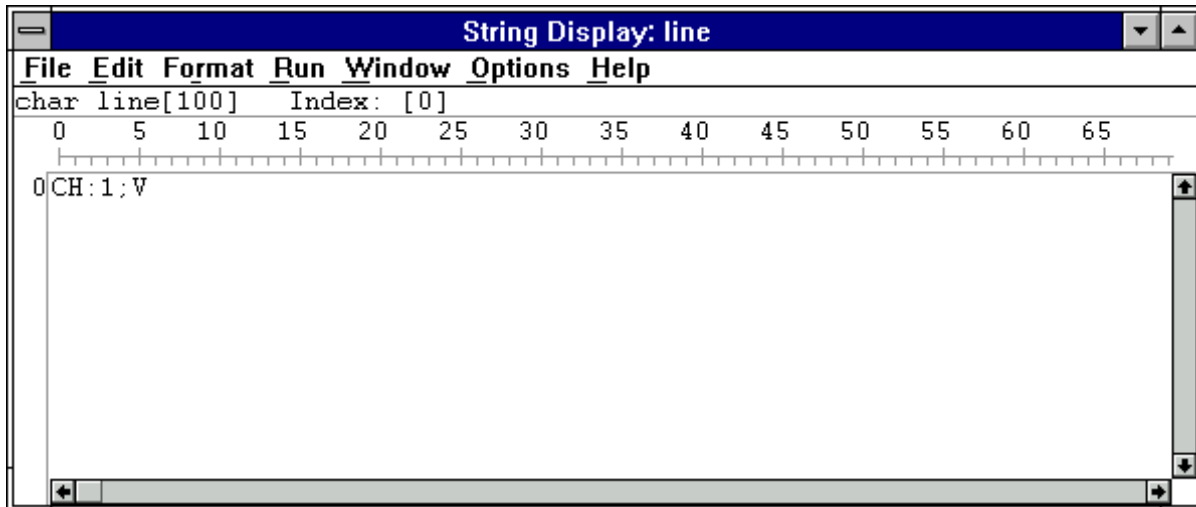 String Display: line
File Edit Format Run Window Options Help
char line[100] Index: [0]
0 5 10 15 20 25 30 35 40 45 50 55 60 65
0 CH:1;V